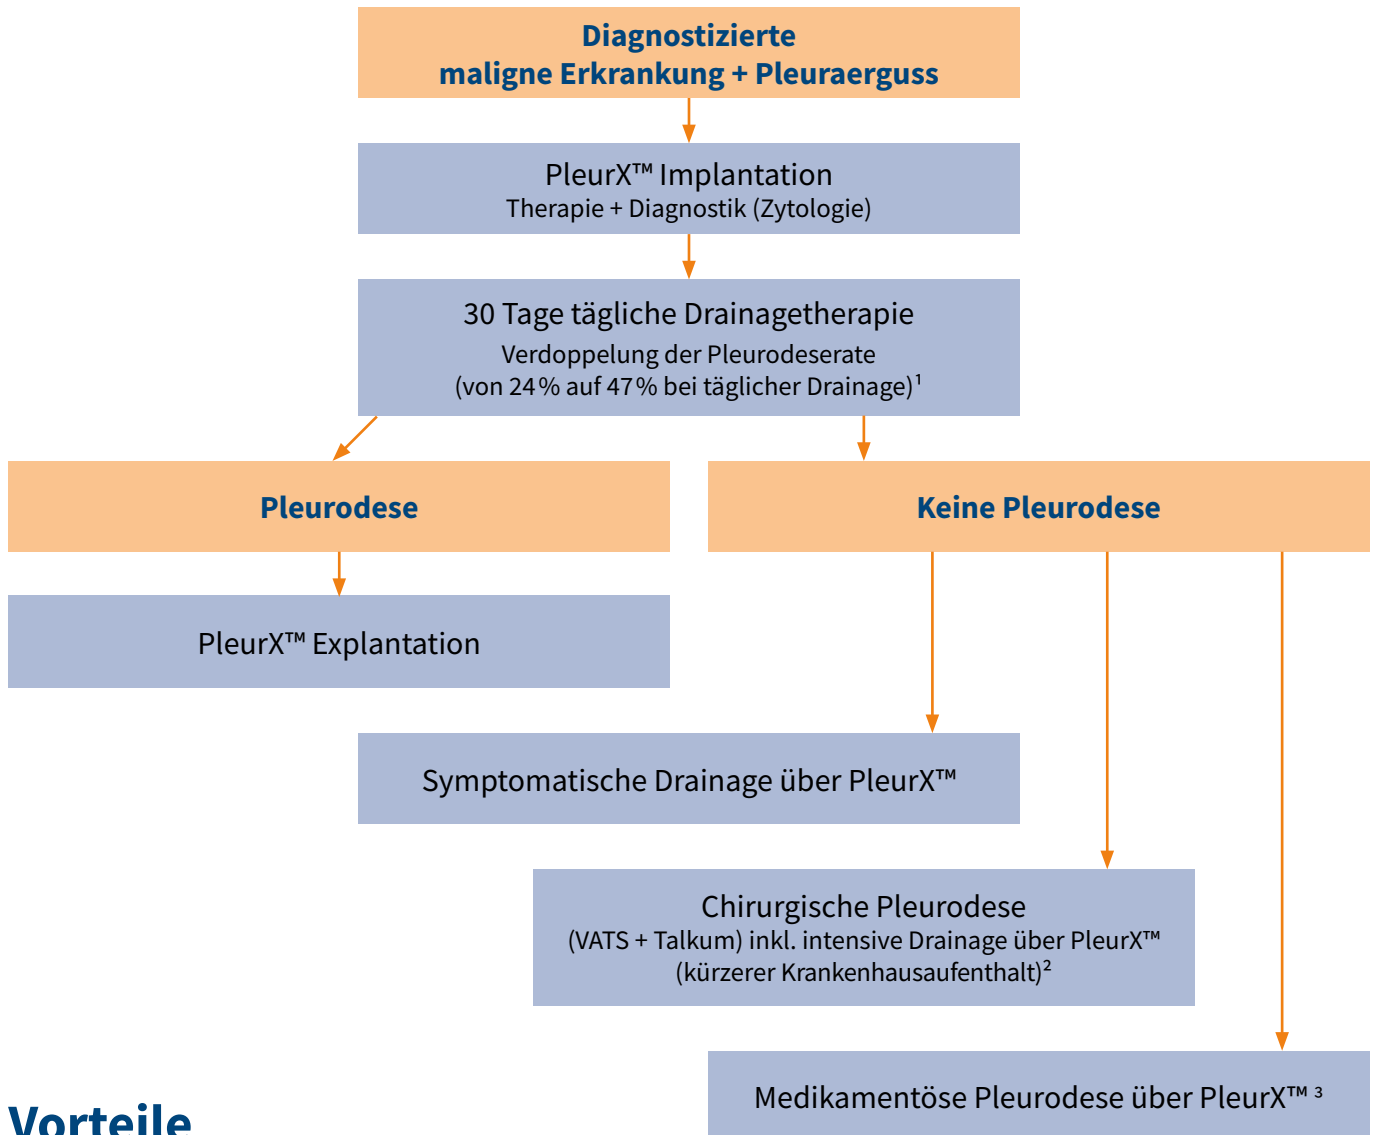 Diagnostizierte
maligne Erkrankung + Pleuraerguss
PleurX™ Implantation
Therapie + Diagnostik (Zytologie)
30 Tage tägliche Drainagetherapie
Verdoppelung der Pleurodeserate
(von 24 % auf 47 % bei täglicher Drainage)¹
Pleurodese
Keine Pleurodese
PleurX™ Explantation
Symptomatische Drainage über PleurX™
Chirurgische Pleurodese
(VATS + Talkum) inkl. intensive Drainage über PleurX™
(kürzerer Krankenhausaufenthalt)²
Medikamentöse Pleurodese über PleurX™ ³
Vorteile